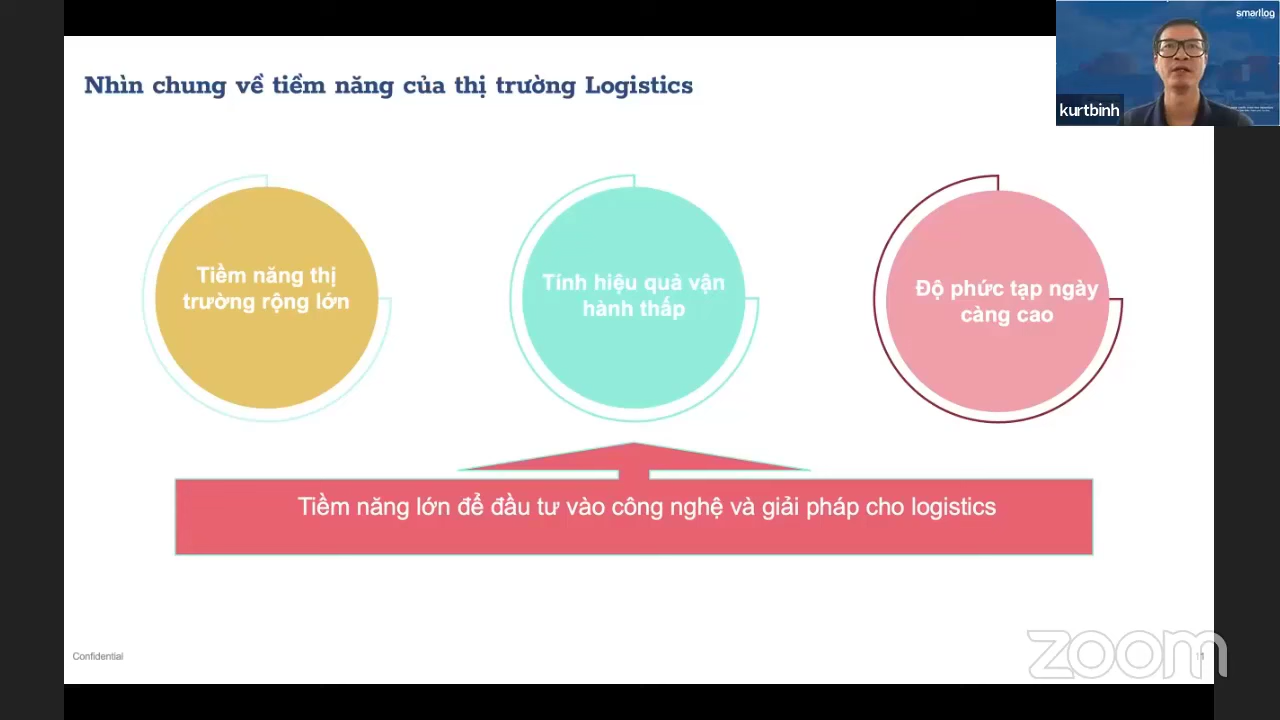 smartlog
kurtbinh
Nhìn chung về tiềm năng của thị trường Logistics
Tiềm năng thị
trường rộng lớn
Tính hiệu quả vận
hành thấp
Độ phức tạp ngày
càng cao
Tiềm năng lớn để đầu tư vào công nghệ và giải pháp cho logistics
Confidential
zoom
11